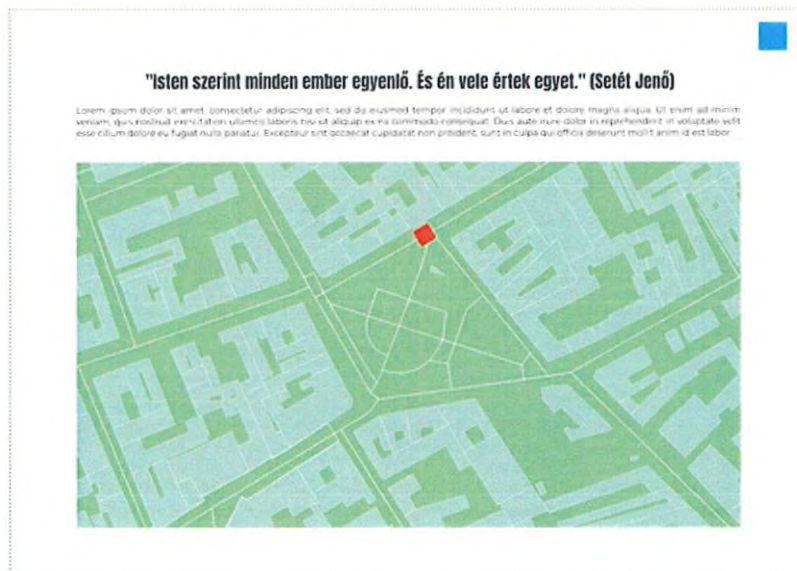 "Isten szerint minden ember egyenlő. És én vele értek egyet." (Setét Jenő)
Lorem ipsum dolor sit amet, consectetur adipiscing elit, sed do eiusmod tempor incididunt ut labore et dolore magna aliqua. Ut enim ad minim
veniam, quis nostrud exercitation ullamco laboris nisi ut aliquip ex ea commodo consequat. Duis aute irure dolor in reprehenderit in voluptate velit
esse cillum dolore eu fugiat nulla pariatur. Excepteur sint occaecat cupidatat non proident, sunt in culpa qui officia deserunt mollit anim id est labor